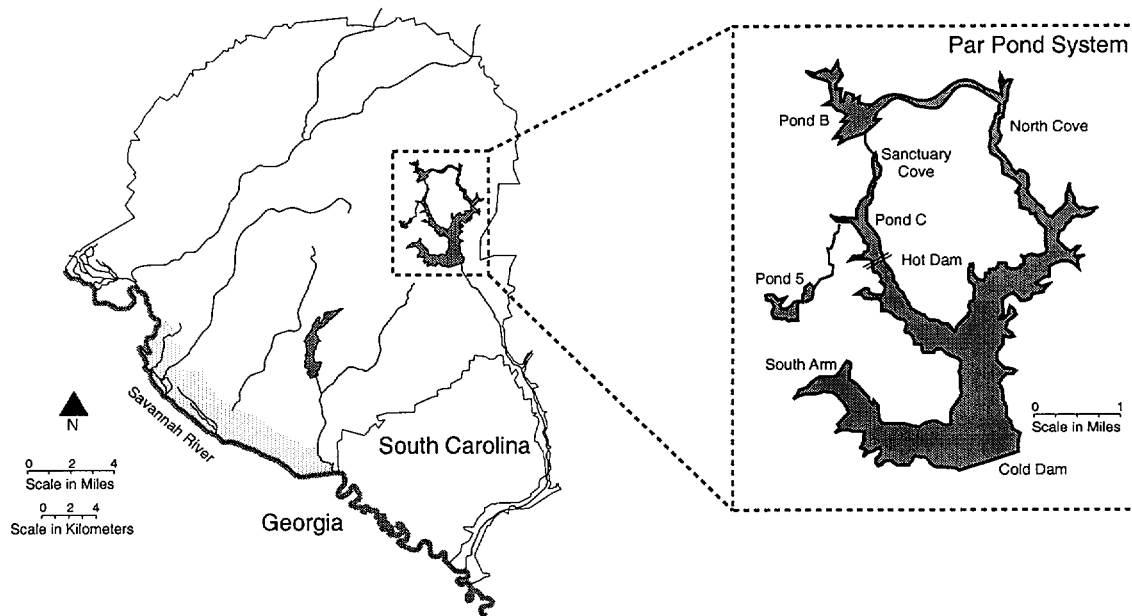 Par Pond System
Pond B
North Cove
Sanctuary
Cove
Pond C
Hot Dam
Pond 5
South Arm
0 1
Scale in Miles
Cold Dam
N
Savannah River
South Carolina
Georgia
0 2 4
Scale in Miles
0 2 4
Scale in Kilometers